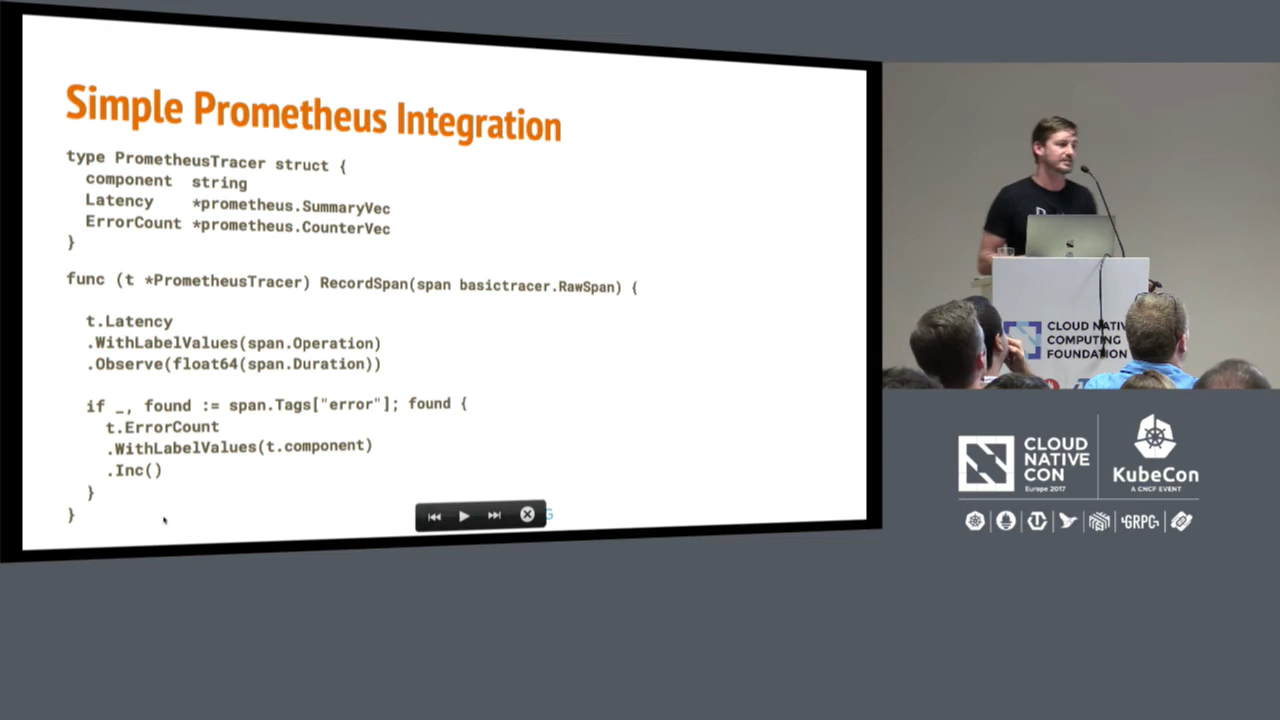 Simple Prometheus Integration
type PrometheusTracer struct {
component string
Latency *prometheus.SummaryVec
ErrorCount *prometheus.CounterVec
}
func (t *PrometheusTracer) RecordSpan(span basictracer.RawSpan) {
t.Latency
.WithLabelValues(span.Operation)
.Observe(float64(span.Duration))
if _, found := span.Tags["error"]; found {
t.ErrorCount
.WithLabelValues(t.component)
.Inc()
}
}
G
CLOUD NATIV
COMPUTING
FOUNDATION
CLOUD
NATIVE
CON
Europe 2017
KubeCon
A CNCF EVENT
GRPC